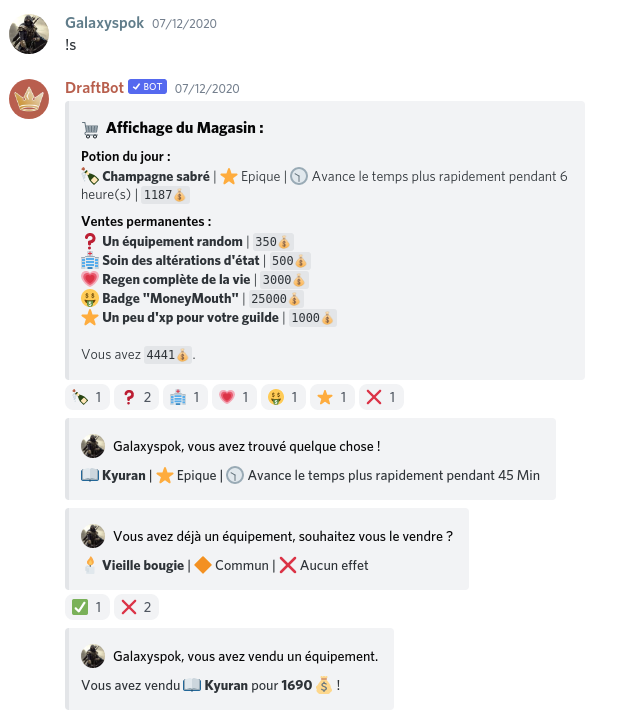 Galaxyspok 07/12/2020
!s
DraftBot ✓ BOT 07/12/2020
🛒 Affichage du Magasin :
Potion du jour :
🍾 Champagne sabré | ⭐ Epique | 🕥 Avance le temps plus rapidement pendant 6
heure(s) | 1187💰
Ventes permanentes :
❓ Un équipement random | 350💰
🏥 Soin des altérations d'état | 500💰
💗 Regen complète de la vie | 3000💰
🤑 Badge "MoneyMouth" | 25000💰
⭐ Un peu d'xp pour votre guilde | 1000💰
Vous avez 4441💰.
🍾 1 ❓ 2 🏥 1 💗 1 🤑 1 ⭐ 1 ❌ 1
Galaxyspok, vous avez trouvé quelque chose !
📖 Kyuran | ⭐ Epique | 🕥 Avance le temps plus rapidement pendant 45 Min
Vous avez déjà un équipement, souhaitez vous le vendre ?
🕯 Vieille bougie | 🔶 Commun | ❌ Aucun effet
✅ 1 ❌ 2
Galaxyspok, vous avez vendu un équipement.
Vous avez vendu 📖 Kyuran pour 1690 💰 !